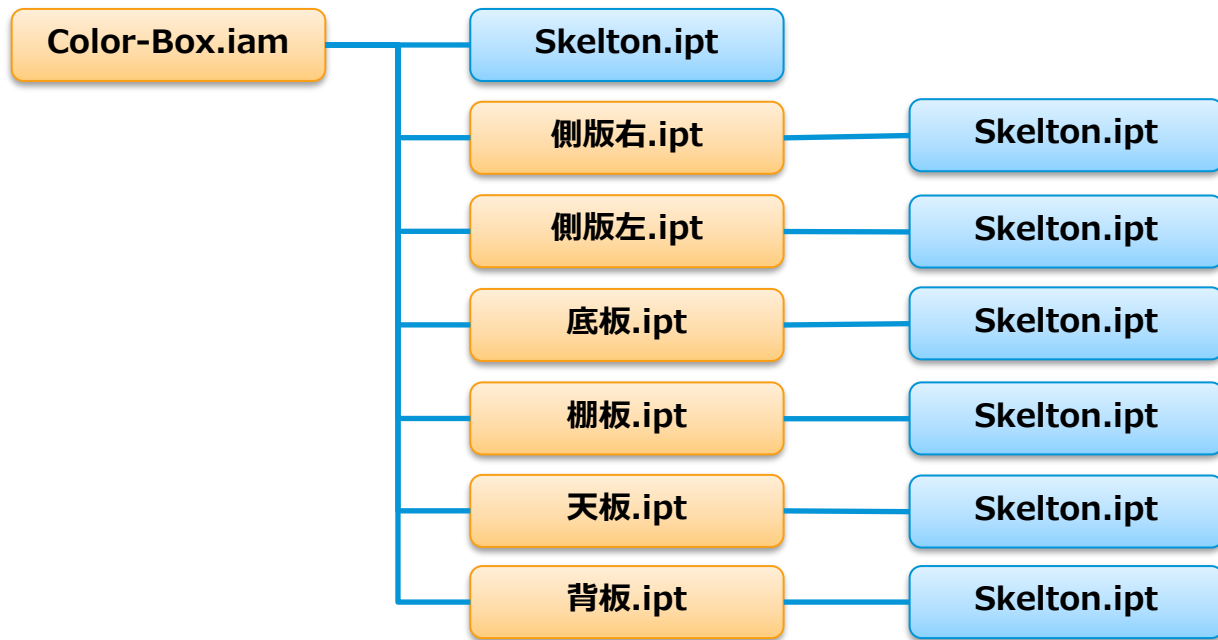 Color-Box.iam
Skelton.ipt
側版右.ipt
Skelton.ipt
側版左.ipt
Skelton.ipt
底板.ipt
Skelton.ipt
棚板.ipt
Skelton.ipt
天板.ipt
Skelton.ipt
背板.ipt
Skelton.ipt